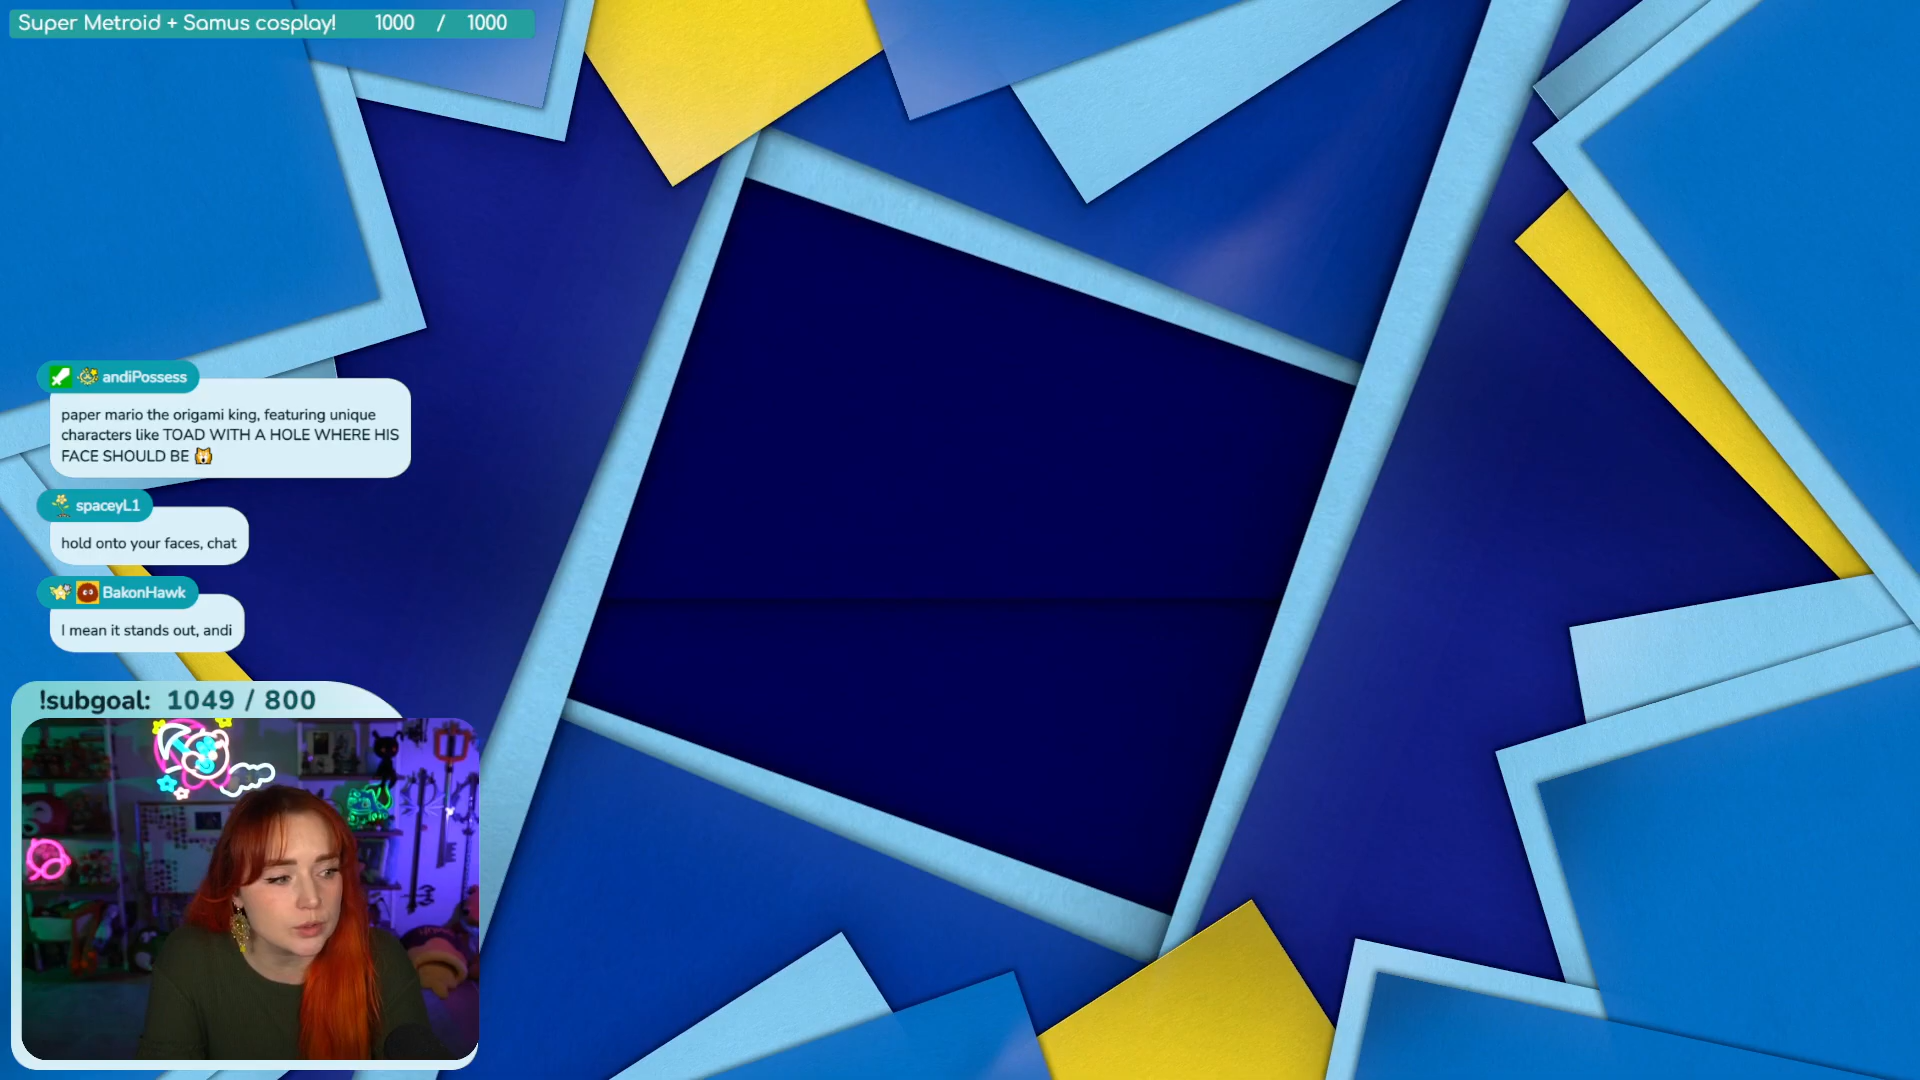 Super Metroid + Samus cosplay! 1000 / 1000
andiPossess
paper mario the origami king, featuring unique
characters like TOAD WITH A HOLE WHERE HIS
FACE SHOULD BE
spaceyL1
hold onto your faces, chat
BakonHawk
I mean it stands out, andi
!subgoal: 1049 / 800